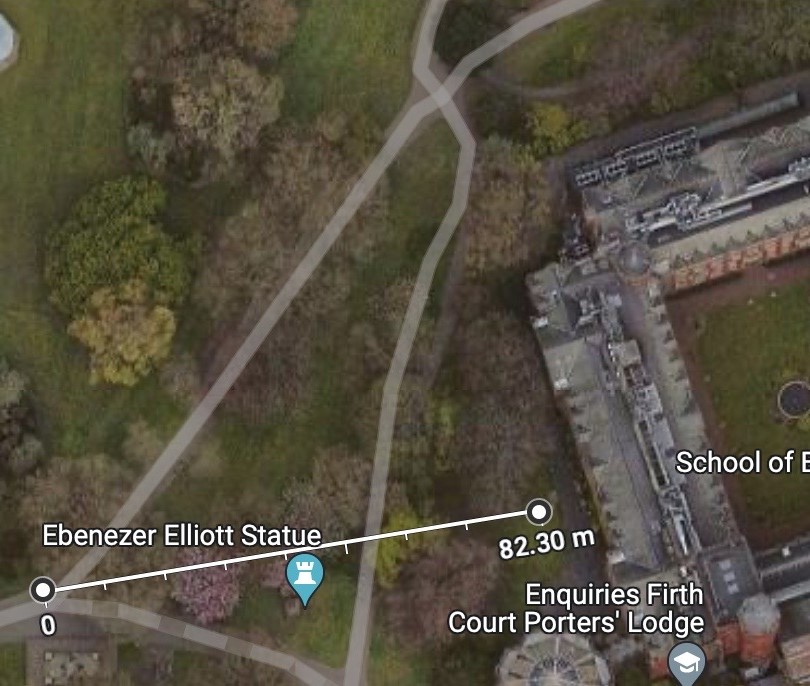 School of
Ebenezer Elliott Statue
82.30 m
Enquiries Firth
Court Porters' Lodge
0